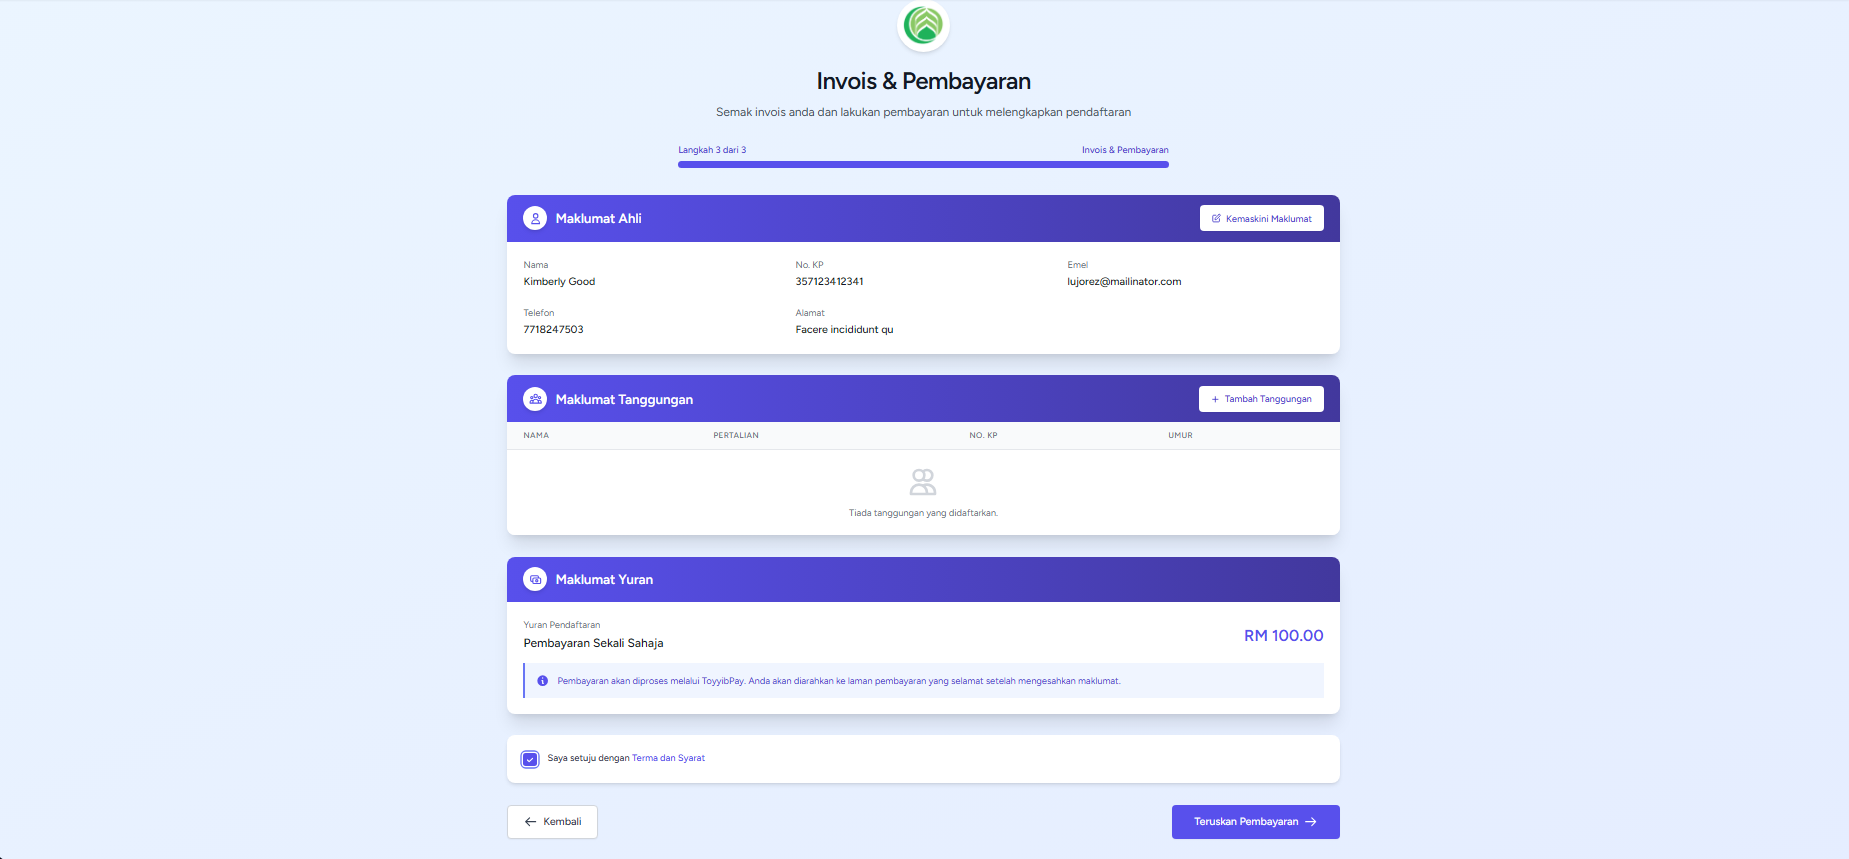 Invois & Pembayaran
Semak invois anda dan lakukan pembayaran untuk melengkapkan pendaftaran
Langkah 3 dari 3
Invois & Pembayaran
Maklumat Ahli
Kemaskini Maklumat
Nama
No. KP
Emel
Kimberly Good
357123412341
lujorez@mailinator.com
Telefon
Alamat
7718247503
Facere incididunt qu
Maklumat Tanggungan
+ Tambah Tanggungan
NAMA
PERTALIAN
NO. KP
UMUR
Tiada tanggungan yang didaftarkan.
Maklumat Yuran
Yuran Pendaftaran
Pembayaran Sekali Sahaja
RM 100.00
Pembayaran akan diproses melalui ToyyibPay. Anda akan diarahkan ke laman pembayaran yang selamat setelah mengesahkan maklumat.
Saya setuju dengan Terma dan Syarat
← Kembali
Teruskan Pembayaran →